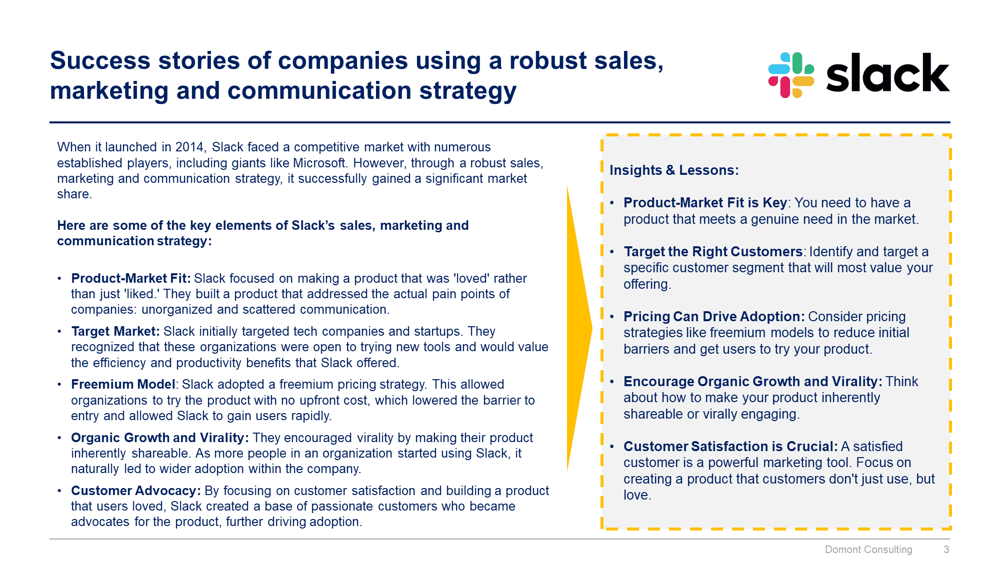 Success stories of companies using a robust sales,
marketing and communication strategy
slack
When it launched in 2014, Slack faced a competitive market with numerous
established players, including giants like Microsoft. However, through a robust sales,
marketing and communication strategy, it successfully gained a significant market
share.
Here are some of the key elements of Slack’s sales, marketing and
communication strategy:
• Product-Market Fit: Slack focused on making a product that was 'loved' rather
than just 'liked.' They built a product that addressed the actual pain points of
companies: unorganized and scattered communication.
• Target Market: Slack initially targeted tech companies and startups. They
recognized that these organizations were open to trying new tools and would value
the efficiency and productivity benefits that Slack offered.
• Freemium Model: Slack adopted a freemium pricing strategy. This allowed
organizations to try the product with no upfront cost, which lowered the barrier to
entry and allowed Slack to gain users rapidly.
• Organic Growth and Virality: They encouraged virality by making their product
inherently shareable. As more people in an organization started using Slack, it
naturally led to wider adoption within the company.
• Customer Advocacy: By focusing on customer satisfaction and building a product
that users loved, Slack created a base of passionate customers who became
advocates for the product, further driving adoption.
Insights & Lessons:
• Product-Market Fit is Key: You need to have a
product that meets a genuine need in the market.
• Target the Right Customers: Identify and target a
specific customer segment that will most value your
offering.
• Pricing Can Drive Adoption: Consider pricing
strategies like freemium models to reduce initial
barriers and get users to try your product.
• Encourage Organic Growth and Virality: Think
about how to make your product inherently
shareable or virally engaging.
• Customer Satisfaction is Crucial: A satisfied
customer is a powerful marketing tool. Focus on
creating a product that customers don't just use, but
love.
Domont Consulting 3